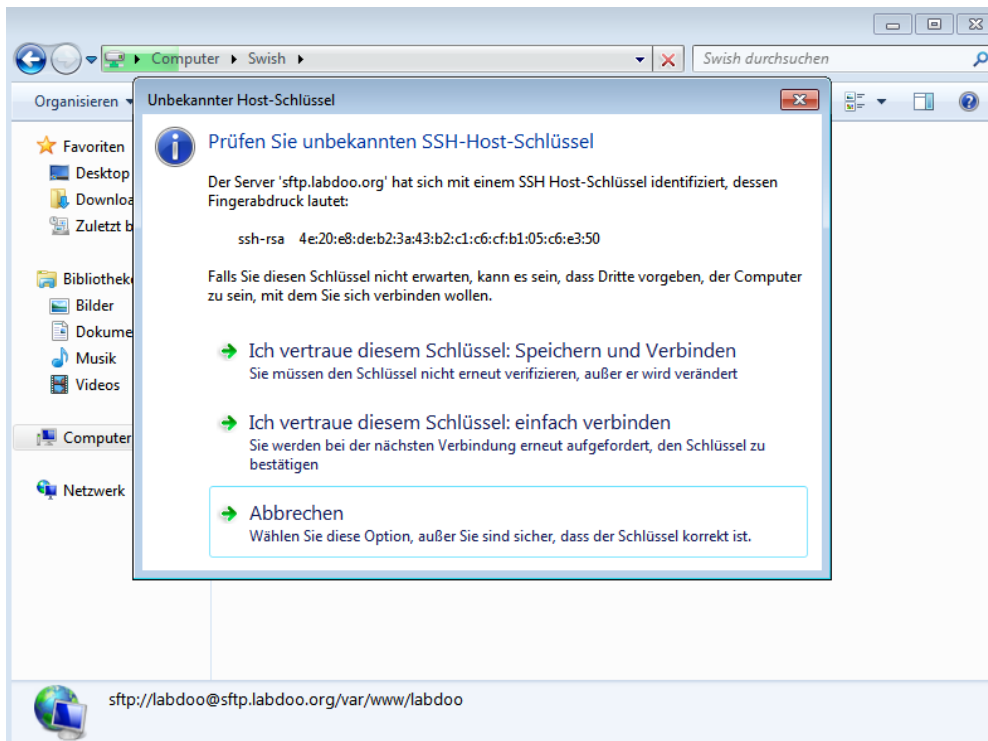 Computer Swish
Swish durchsuchen
Organisieren
Unbekannter Host-Schlüssel
Favoriten
Desktop
Downloa
Zuletzt b
Bibliotheke
Bilder
Dokume
Musik
Videos
Computer
Netzwerk
Prüfen Sie unbekannten SSH-Host-Schlüssel
Der Server 'sftp.labdoo.org' hat sich mit einem SSH Host-Schlüssel identifiziert, dessen
Fingerabdruck lautet:
ssh-rsa 4e:20:e8:de:b2:3a:43:b2:c1:c6:cf:b1:05:c6:e3:50
Falls Sie diesen Schlüssel nicht erwarten, kann es sein, dass Dritte vorgeben, der Computer
zu sein, mit dem Sie sich verbinden wollen.
Ich vertraue diesem Schlüssel: Speichern und Verbinden
Sie müssen den Schlüssel nicht erneut verifizieren, außer er wird verändert
Ich vertraue diesem Schlüssel: einfach verbinden
Sie werden bei der nächsten Verbindung erneut aufgefordert, den Schlüssel zu
bestätigen
Abbrechen
Wählen Sie diese Option, außer Sie sind sicher, dass der Schlüssel korrekt ist.
sftp://labdoo@sftp.labdoo.org/var/www/labdoo